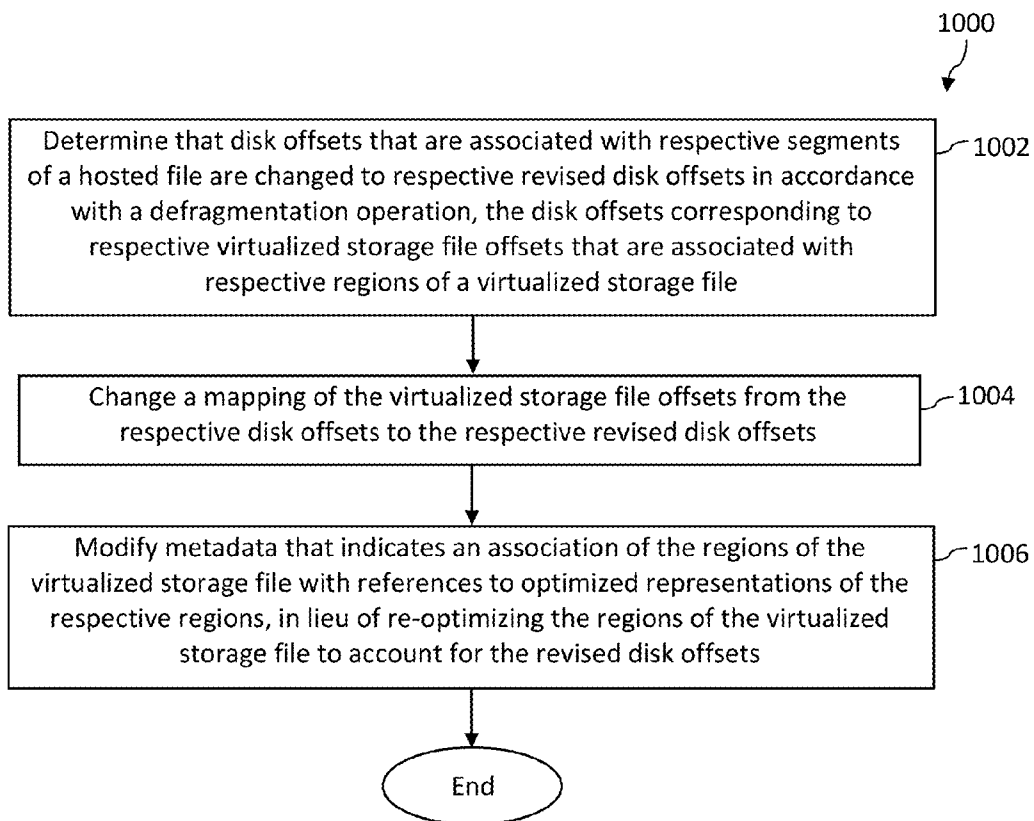 1000
Determine that disk offsets that are associated with respective segments
of a hosted file are changed to respective revised disk offsets in accordance
with a defragmentation operation, the disk offsets corresponding to
respective virtualized storage file offsets that are associated with
respective regions of a virtualized storage file
1002
Change a mapping of the virtualized storage file offsets from the
respective disk offsets to the respective revised disk offsets
1004
Modify metadata that indicates an association of the regions of the
virtualized storage file with references to optimized representations of the
respective regions, in lieu of re-optimizing the regions of the virtualized
storage file to account for the revised disk offsets
1006
End